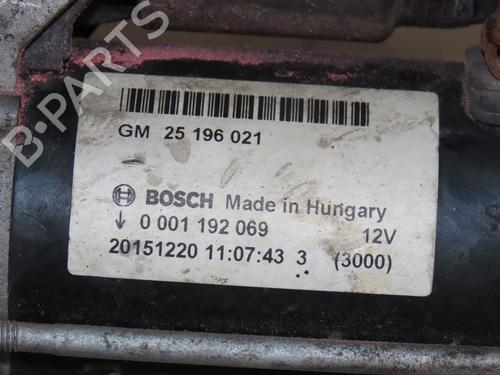 GM 25 196 021
BOSCH Made in Hungary
0 001 192 069 12V
20151220 11:07:43 3 (3000)
B-PARTS